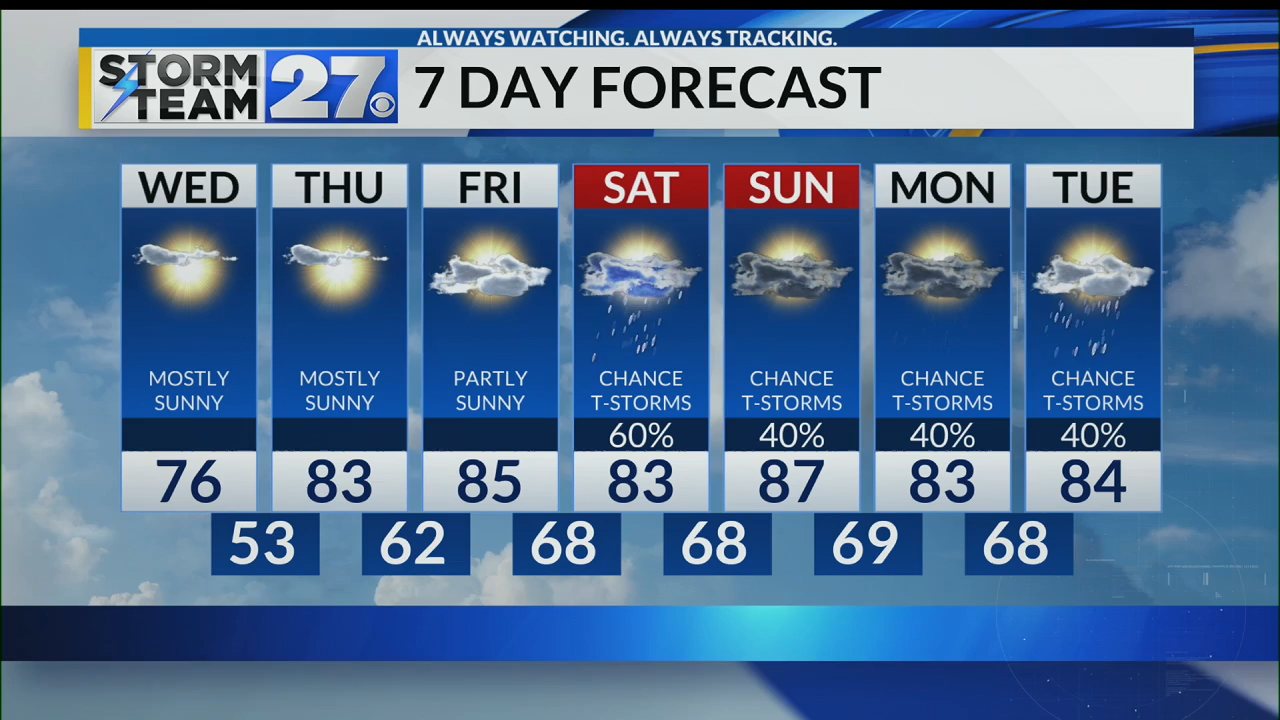 ALWAYS WATCHING. ALWAYS TRACKING.
STORM
TEAM
27
7 DAY FORECAST
WED THU FRI SAT SUN MON TUE
MOSTLY SUNNY
MOSTLY SUNNY
PARTLY SUNNY
CHANCE T-STORMS
CHANCE T-STORMS
CHANCE T-STORMS
CHANCE T-STORMS
60% 40% 40% 40%
76 83 85 83 87 83 84
53 62 68 68 69 68